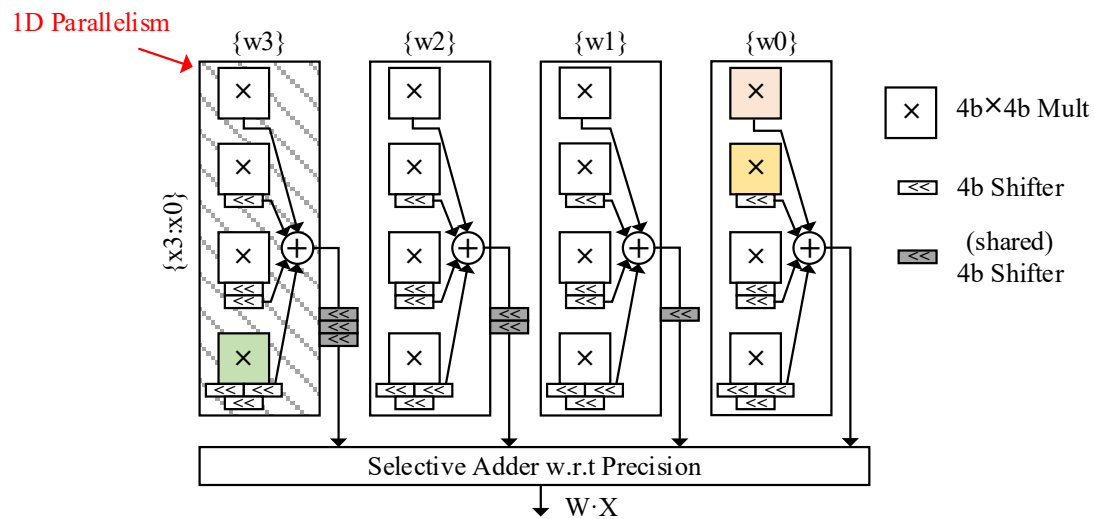 1D Parallelism
{w3} {w2} {w1} {w0}
× × × × × 4b×4b Mult
× × × ×
<< << << << << 4b Shifter
{x3:x0}
× + × + × + × + (shared)
<< << << << << 4b Shifter
<< << << <<
<< << <<
<< <<
<<
× × × ×
<< << << << << << << <<
<< << << <<
Selective Adder w.r.t Precision
W·X